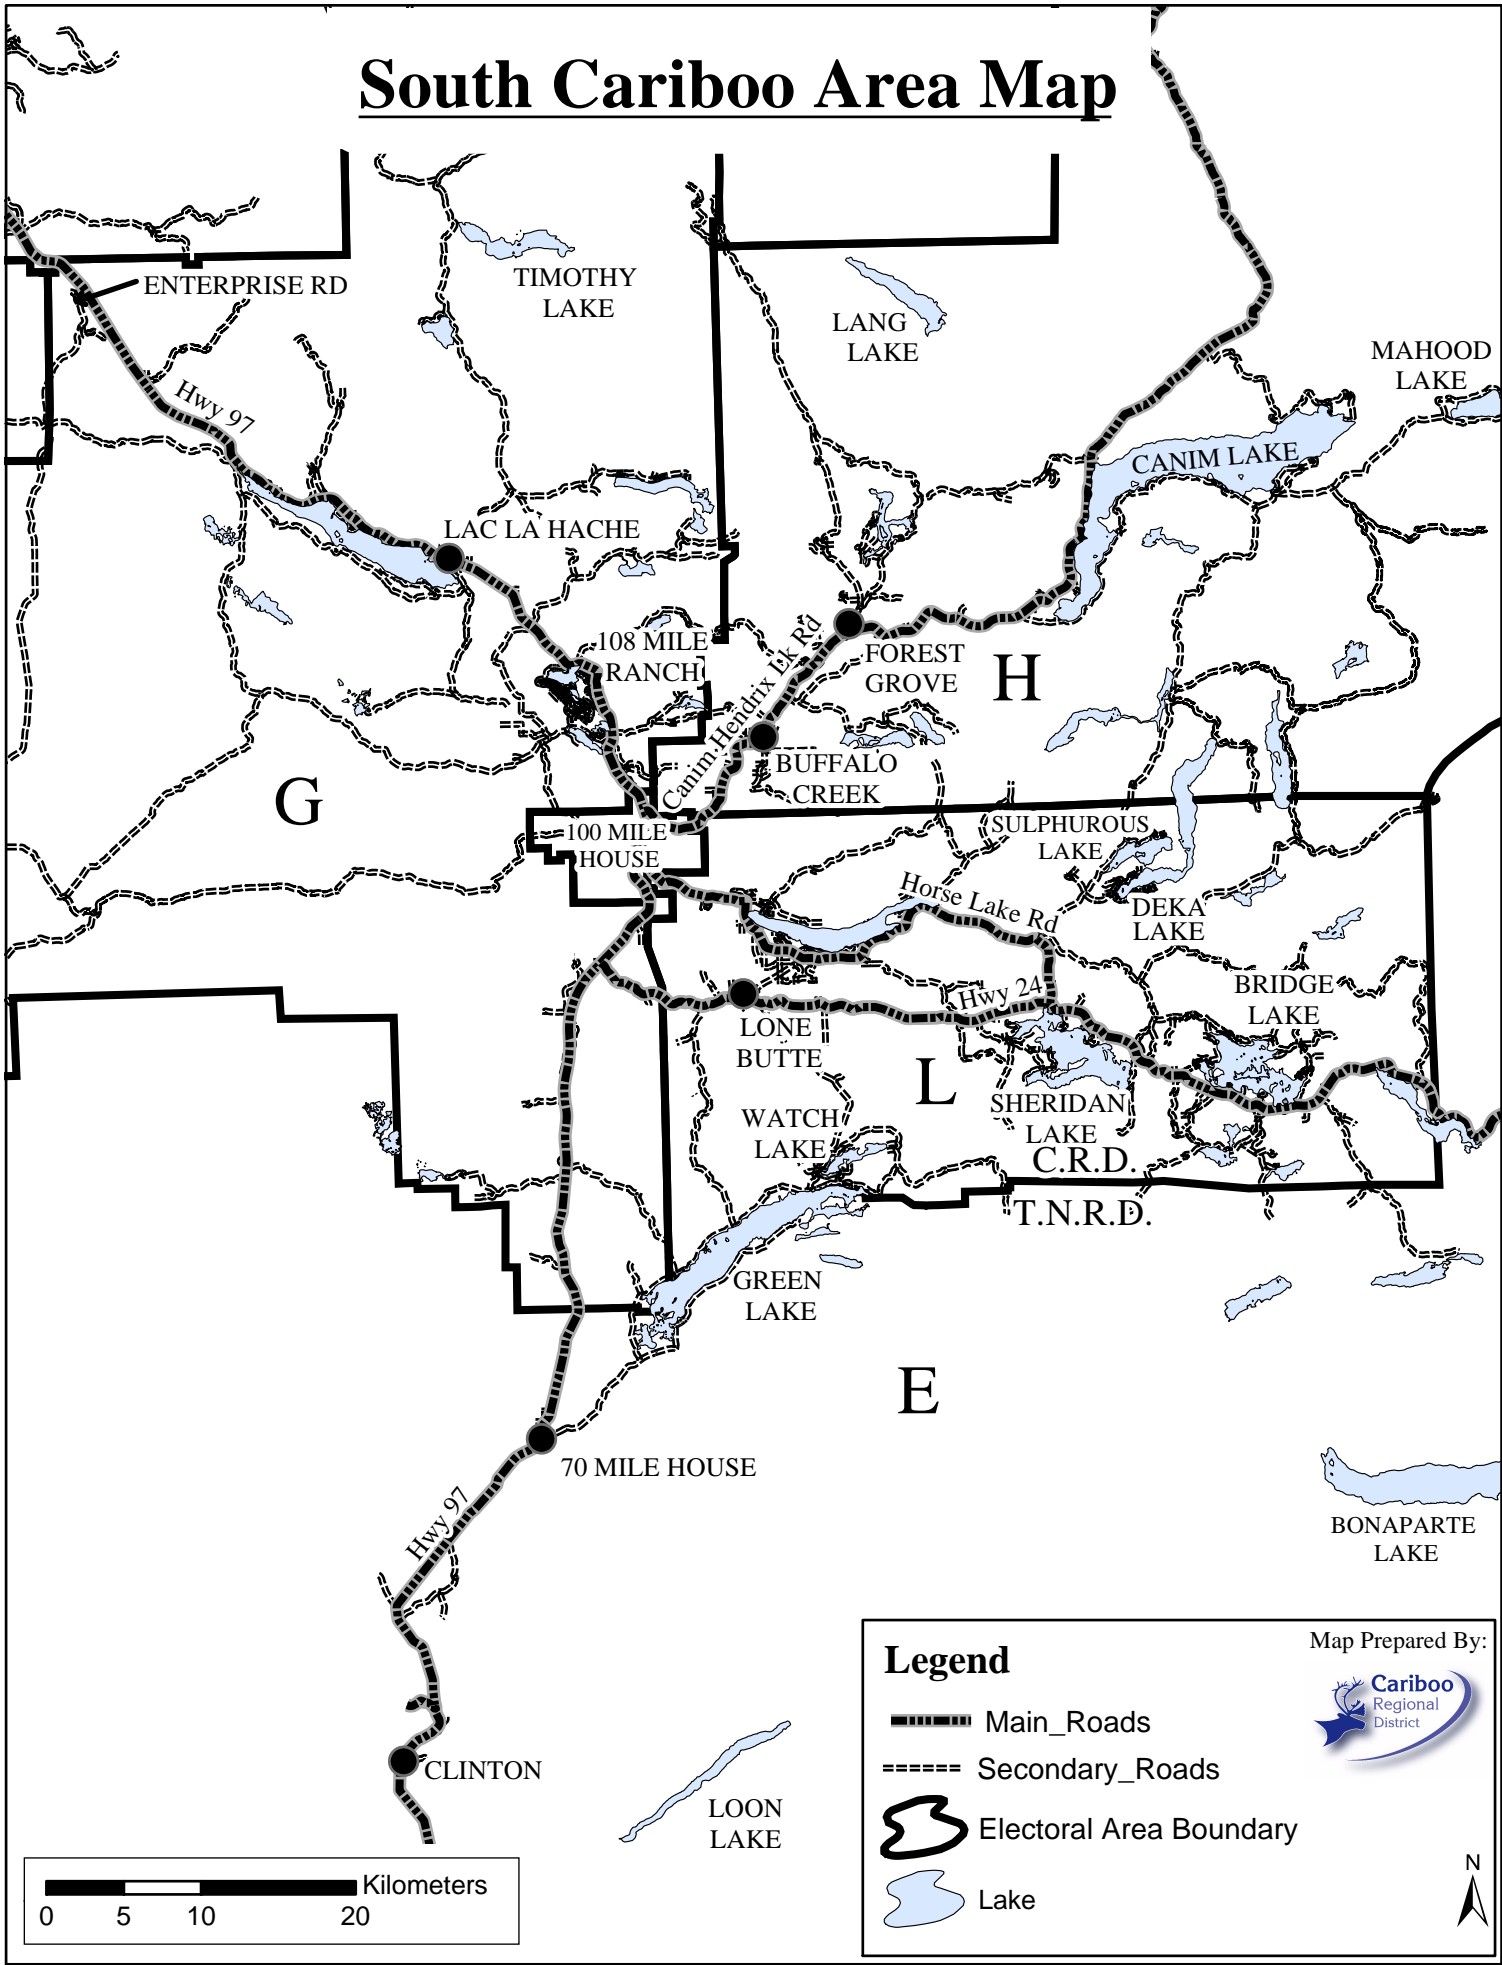 South Cariboo Area Map
ENTERPRISE RD
TIMOTHY
LAKE
LANG
LAKE
MAHOOD
LAKE
Hwy 97
CANIM LAKE
LAC LA HACHE
108 MILE
RANCH
Canim-Hendrix Lk Rd
FOREST
GROVE
H
BUFFALO
CREEK
G
100 MILE
HOUSE
SULPHUROUS
LAKE
Horse Lake Rd
DEKA
LAKE
BRIDGE
LAKE
Hwy 24
LONE
BUTTE
L
SHERIDAN
LAKE
WATCH
LAKE
C.R.D.
T.N.R.D.
GREEN
LAKE
E
70 MILE HOUSE
Hwy 97
BONAPARTE
LAKE
CLINTON
LOON
LAKE
Legend
Map Prepared By:
Cariboo
Regional
District
Main_Roads
Secondary_Roads
Electoral Area Boundary
Lake
N
Kilometers
0 5 10 20